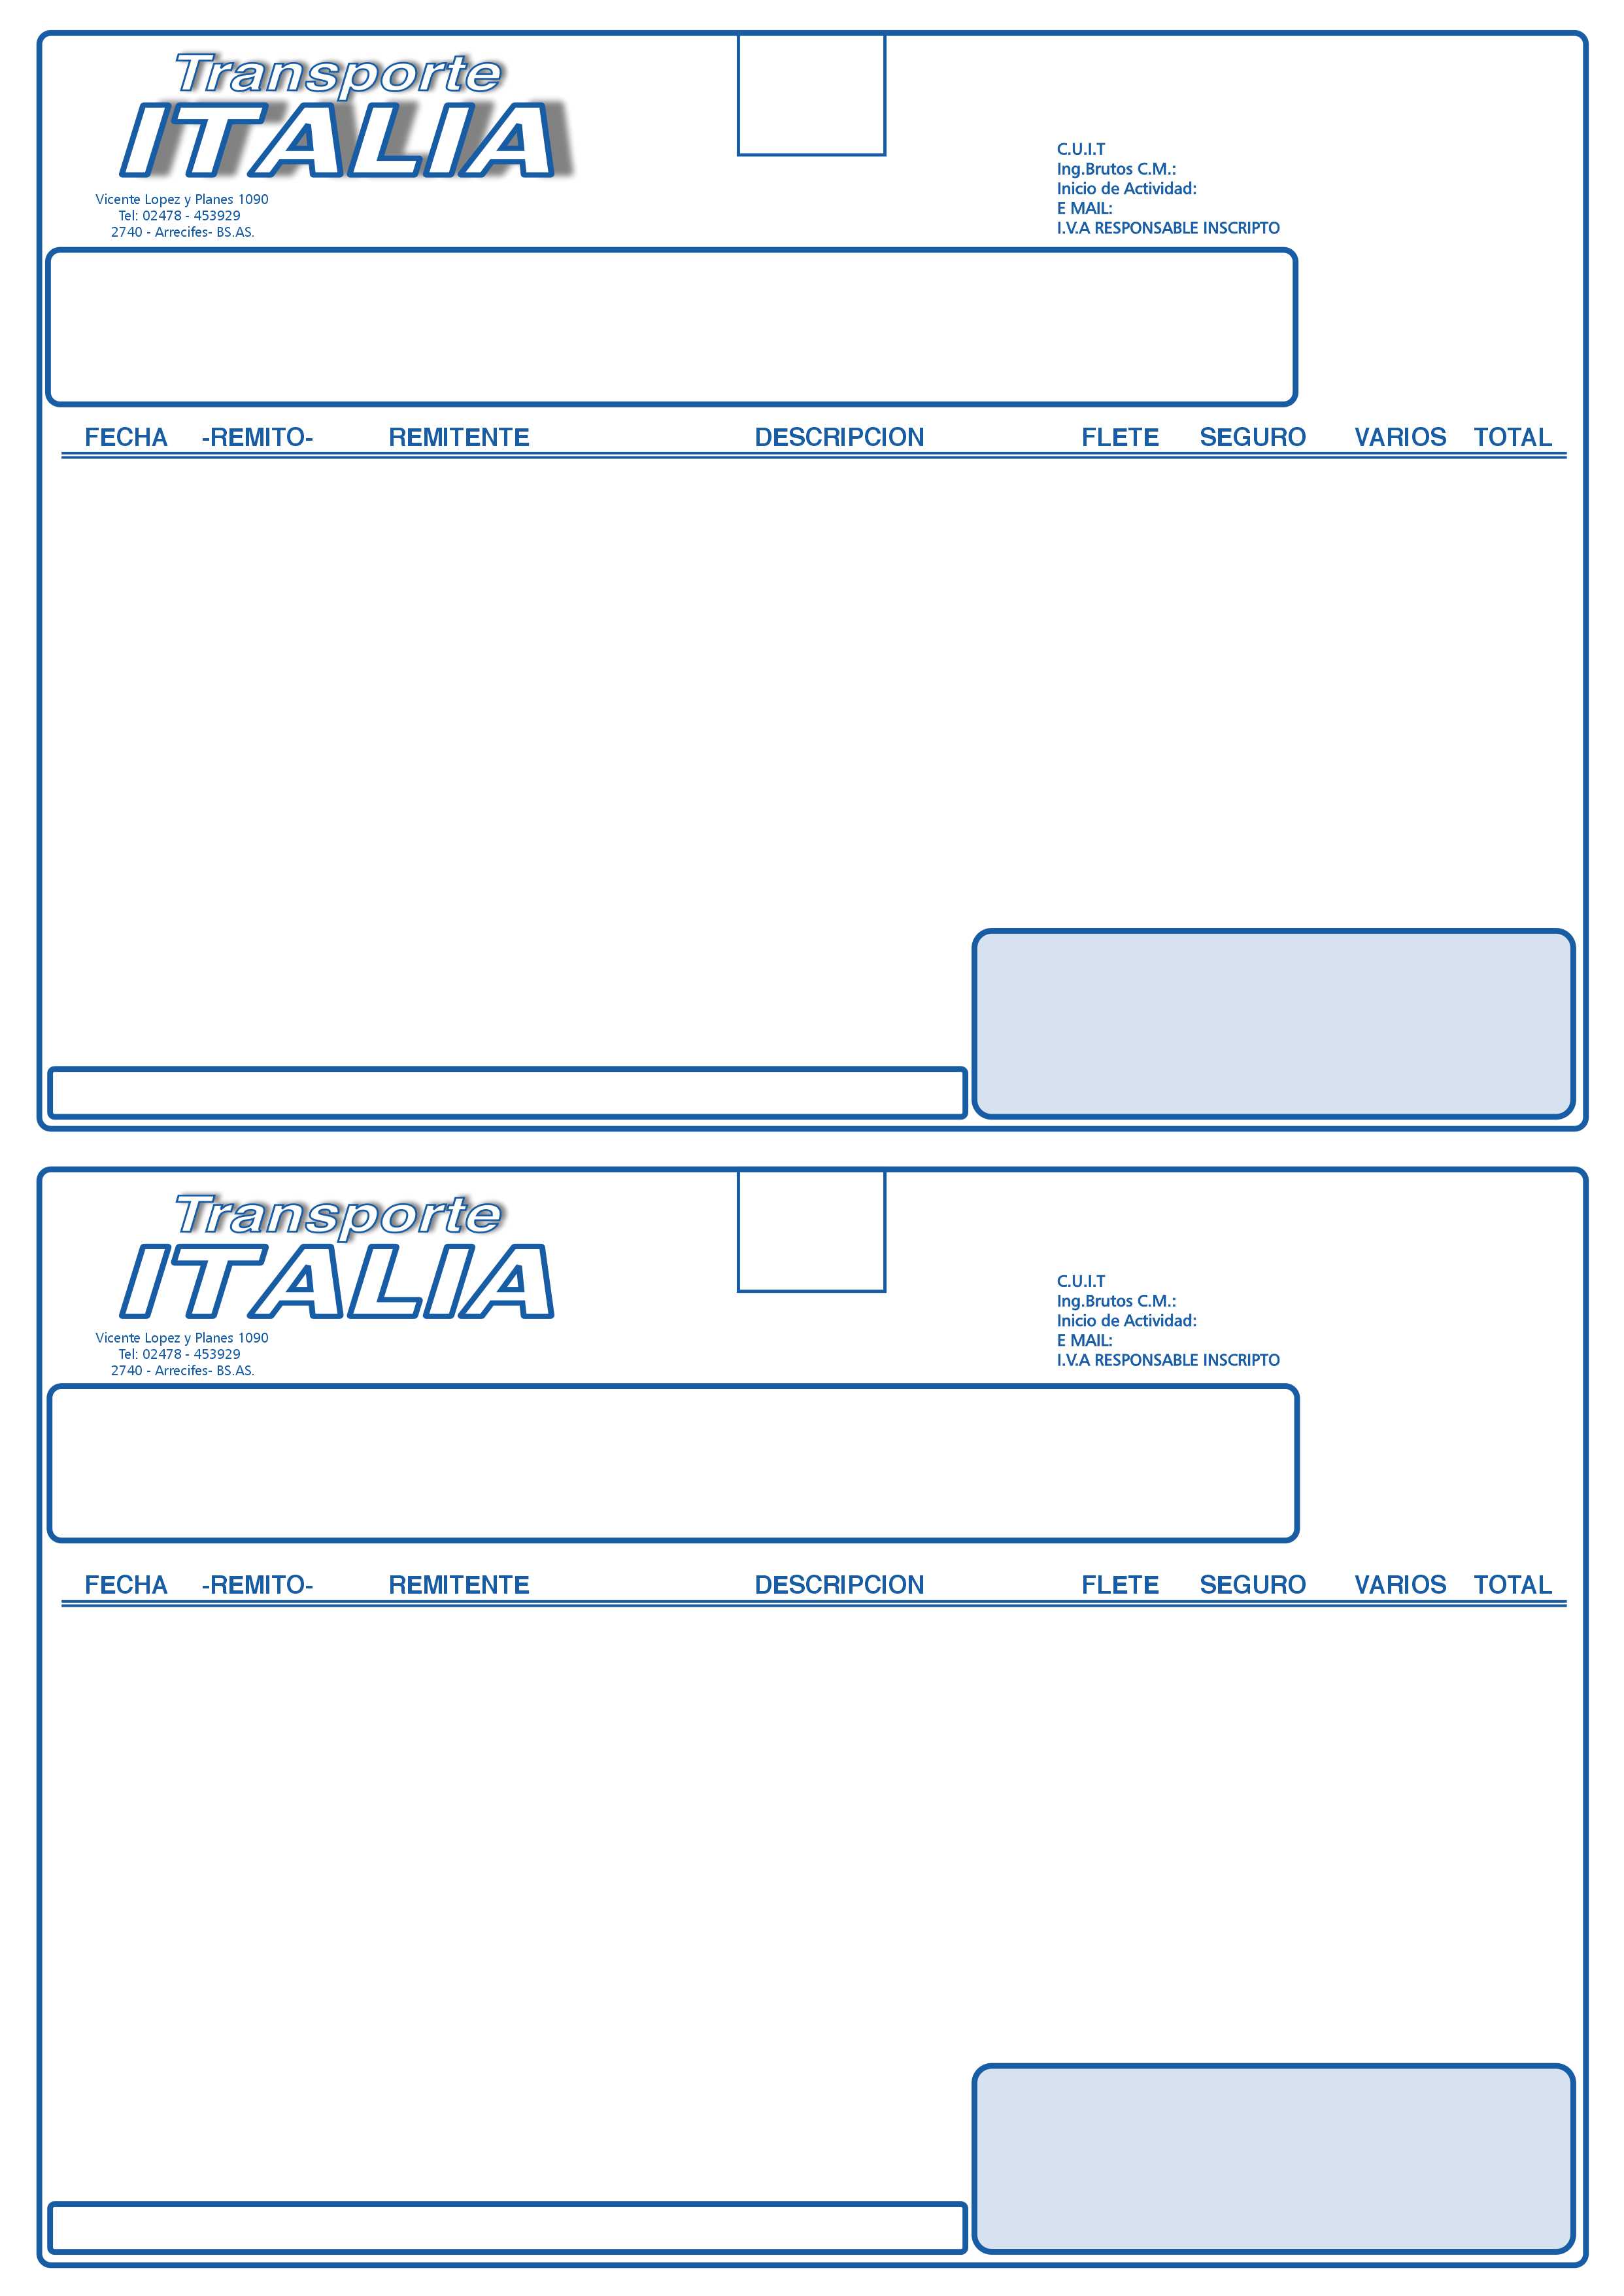 Transporte
ITALIA
Vicente Lopez y Planes 1090
Tel: 02478 - 453929
2740 - Arrecifes- BS.AS.
C.U.I.T
Ing.Brutos C.M.:
Inicio de Actividad:
E MAIL:
I.V.A RESPONSABLE INSCRIPTO
FECHA -REMITO- REMITENTE DESCRIPCION FLETE SEGURO VARIOS TOTAL
Transporte
ITALIA
Vicente Lopez y Planes 1090
Tel: 02478 - 453929
2740 - Arrecifes- BS.AS.
C.U.I.T
Ing.Brutos C.M.:
Inicio de Actividad:
E MAIL:
I.V.A RESPONSABLE INSCRIPTO
FECHA -REMITO- REMITENTE DESCRIPCION FLETE SEGURO VARIOS TOTAL